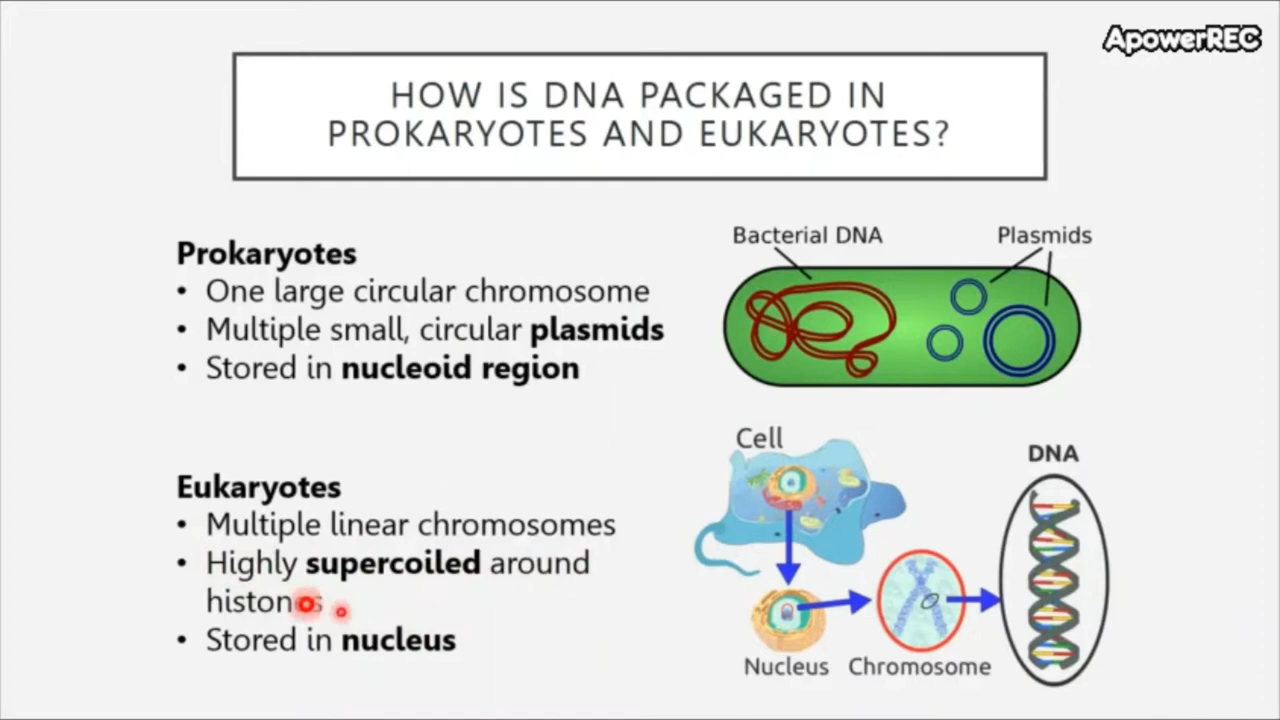 ApowerREC
HOW IS DNA PACKAGED IN
PROKARYOTES AND EUKARYOTES?
Prokaryotes
• One large circular chromosome
• Multiple small, circular plasmids
• Stored in nucleoid region
Bacterial DNA
Plasmids
Eukaryotes
• Multiple linear chromosomes
• Highly supercoiled around
histones
• Stored in nucleus
Cell
DNA
Nucleus
Chromosome